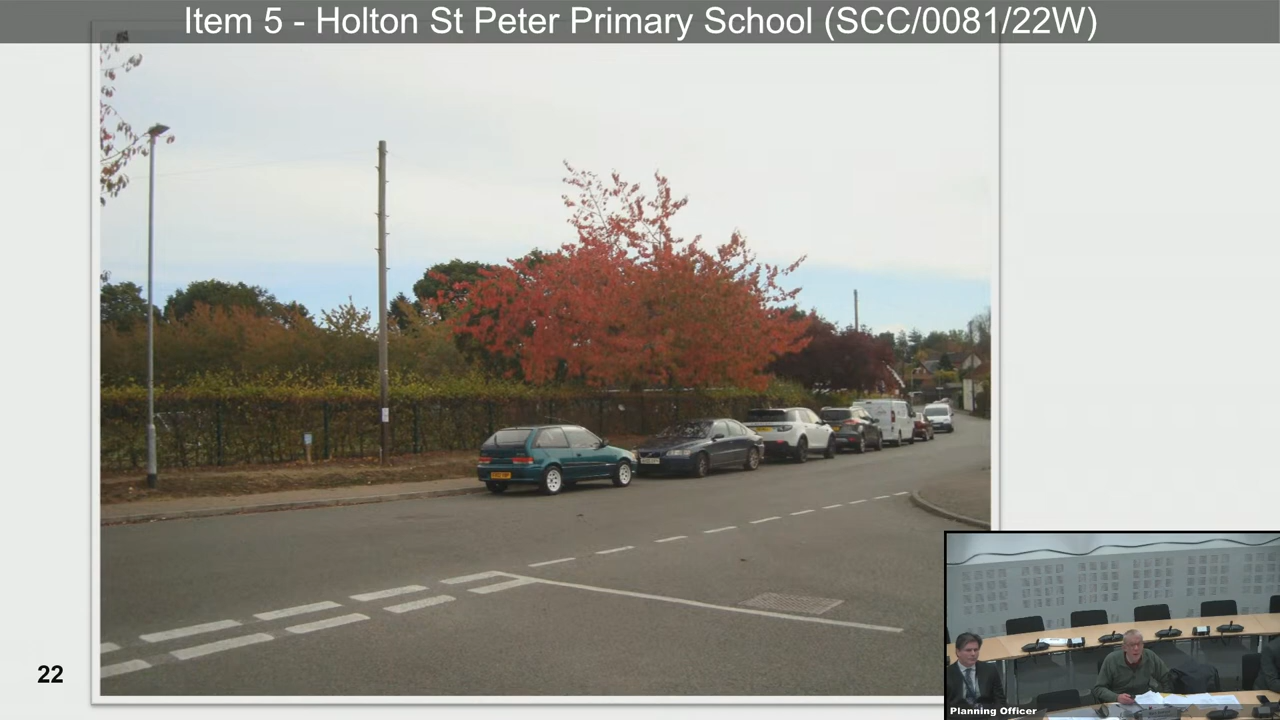 Item 5 - Holton St Peter Primary School (SCC/0081/22W)
22
Planning Officer